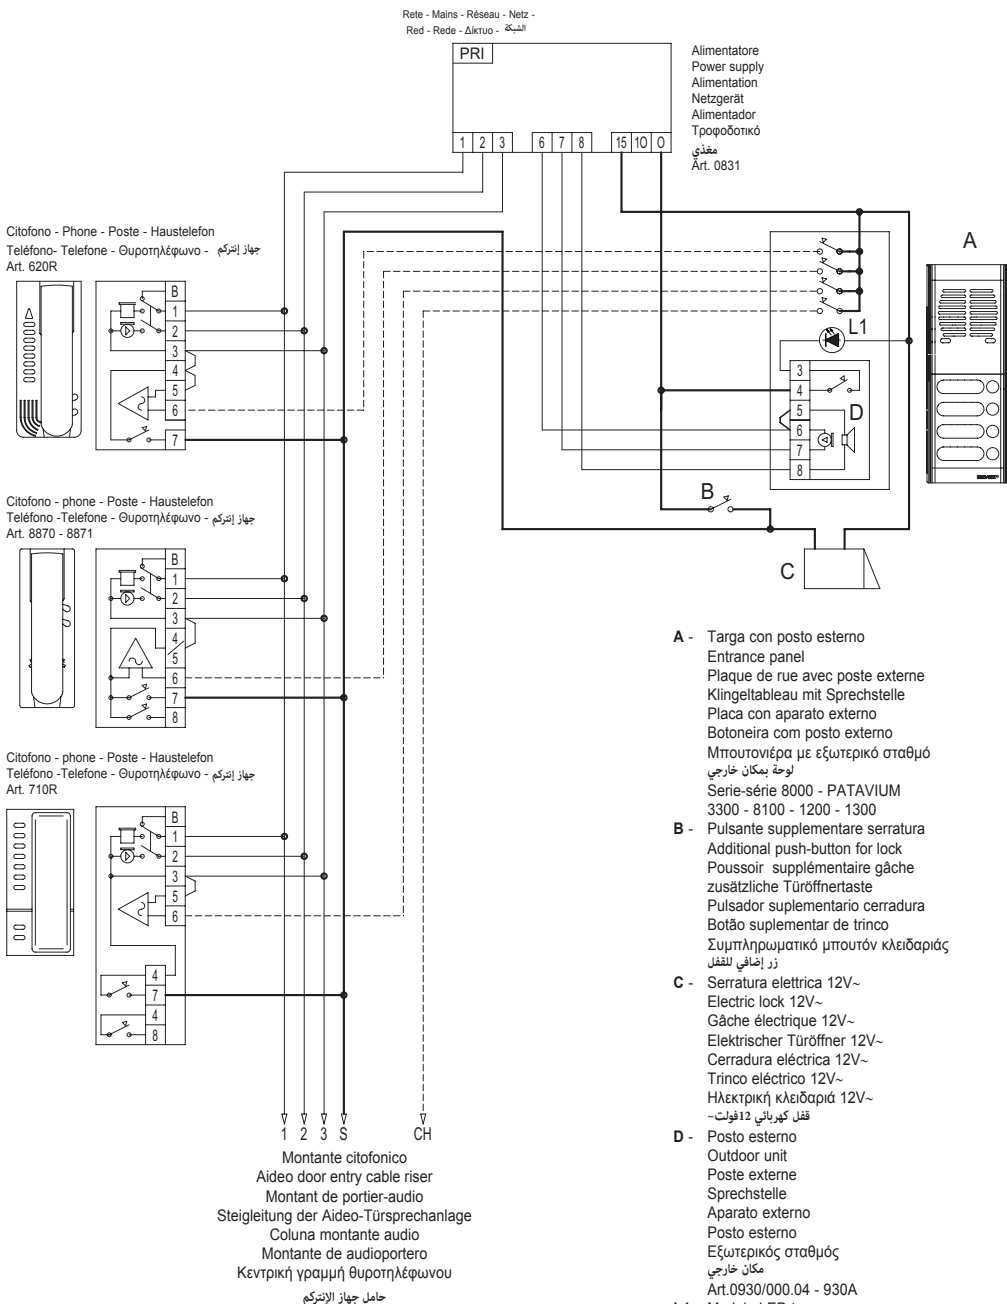 Rete - Mains - Réseau - Netz -
Red - Rede - Δίκτυο - الشبكة
PRI
1 2 3 6 7 8 15 10 0
Alimentatore
Power supply
Alimentation
Netzgerät
Alimentador
Τροφοδοτικό
مغذي
Art. 0831
Citofono - Phone - Poste - Haustelefon
Teléfono- Telefone - Θυροτηλέφωνο - جهاز إنتركم
Art. 620R
B
1
2
3
4
5
6
7
A
L1
3
4
5
6
7
8
D
B
C
Citofono - phone - Poste - Haustelefon
Teléfono -Telefone - Θυροτηλέφωνο - جهاز إنتركم
Art. 8870 - 8871
B
1
2
3
4
5
6
7
8
Citofono - phone - Poste - Haustelefon
Teléfono -Telefone - Θυροτηλέφωνο - جهاز إنتركم
Art. 710R
B
1
2
3
5
6
4
7
4
8
1 2 3 S CH
Montante citofonico
Aideo door entry cable riser
Montant de portier-audio
Steigleitung der Aideo-Türsprechanlage
Coluna montante audio
Montante de audioportero
Κεντρική γραμμή θυροτηλέφωνου
حامل جهاز الإنتركم
A - Targa con posto esterno
Entrance panel
Plaque de rue avec poste externe
Klingeltableau mit Sprechstelle
Placa con aparato externo
Botoneira com posto externo
Μπουτονιέρα με εξωτερικό σταθμό
لوحة بمكان خارجي
Serie-série 8000 - PATAVIUM
3300 - 8100 - 1200 - 1300
B - Pulsante supplementare serratura
Additional push-button for lock
Poussoir supplémentaire gâche
zusätzliche Türöffnertaste
Pulsador suplementario cerradura
Botão suplementar de trinco
Συμπληρωματικό μπουτόν κλειδαριάς
زر إضافي للقفل
C - Serratura elettrica 12V~
Electric lock 12V~
Gâche électrique 12V~
Elektrischer Türöffner 12V~
Cerradura eléctrica 12V~
Trinco eléctrico 12V~
Ηλεκτρική κλειδαριά 12V~
قفل كهربائي 12فولت~
D - Posto esterno
Outdoor unit
Poste externe
Sprechstelle
Aparato externo
Posto esterno
Εξωτερικός σταθμός
مكان خارجي
Art.0930/000.04 - 930A